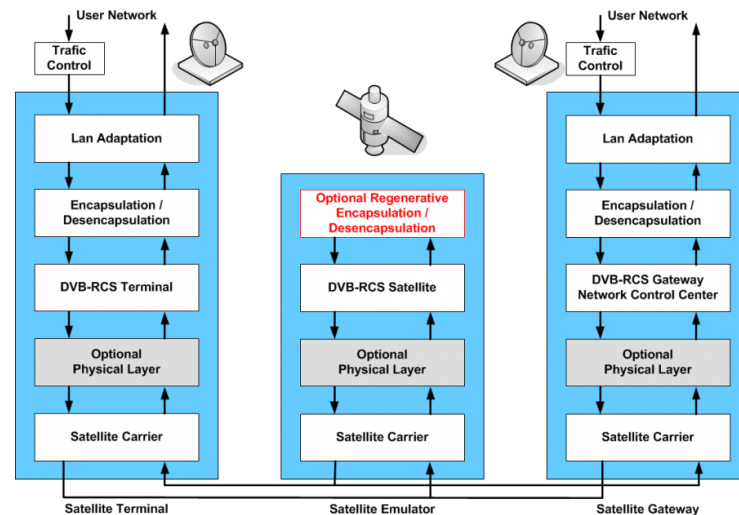 User Network
Trafic
Control
Lan Adaptation
Encapsulation /
Desencapsulation
DVB-RCS Terminal
Optional
Physical Layer
Satellite Carrier
Satellite Terminal
Optional Regenerative
Encapsulation /
Desencapsulation
DVB-RCS Satellite
Optional
Physical Layer
Satellite Carrier
Satellite Emulator
User Network
Trafic
Control
Lan Adaptation
Encapsulation /
Desencapsulation
DVB-RCS Gateway
Network Control Center
Optional
Physical Layer
Satellite Carrier
Satellite Gateway